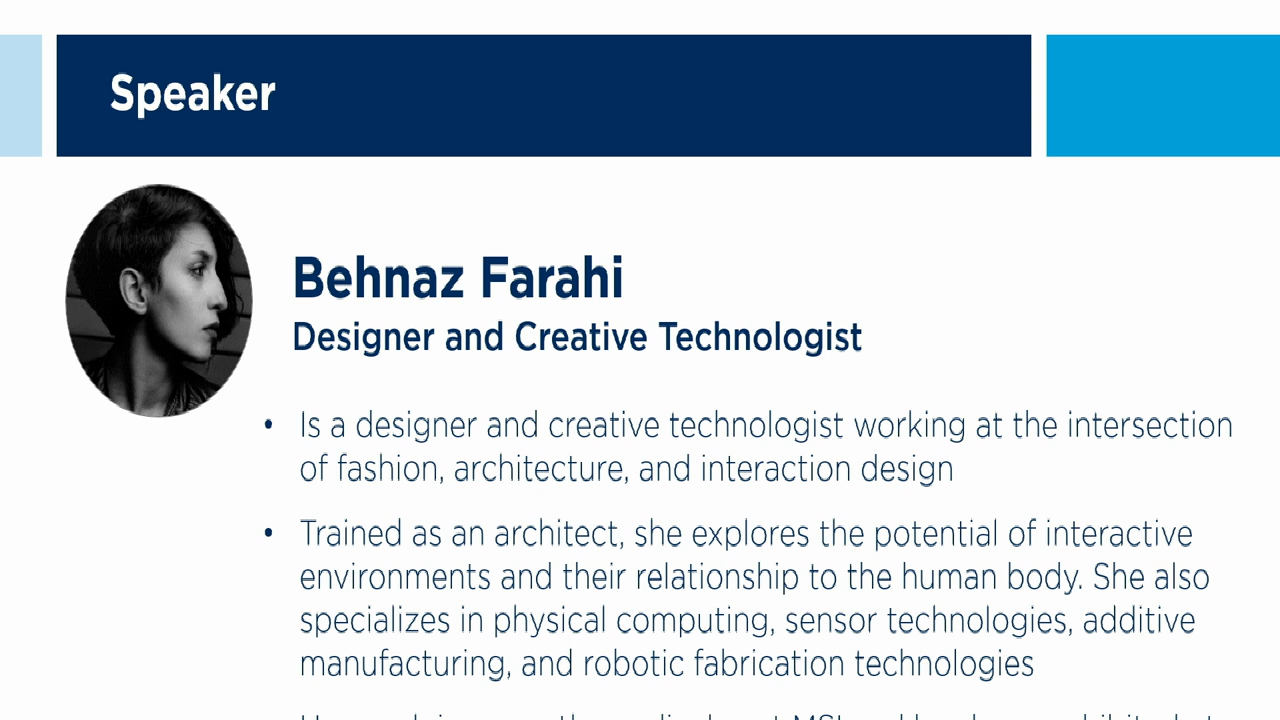 Speaker
Behnaz Farahi
Designer and Creative Technologist
• Is a designer and creative technologist working at the intersection
of fashion, architecture, and interaction design
• Trained as an architect, she explores the potential of interactive
environments and their relationship to the human body. She also
specializes in physical computing, sensor technologies, additive
manufacturing, and robotic fabrication technologies